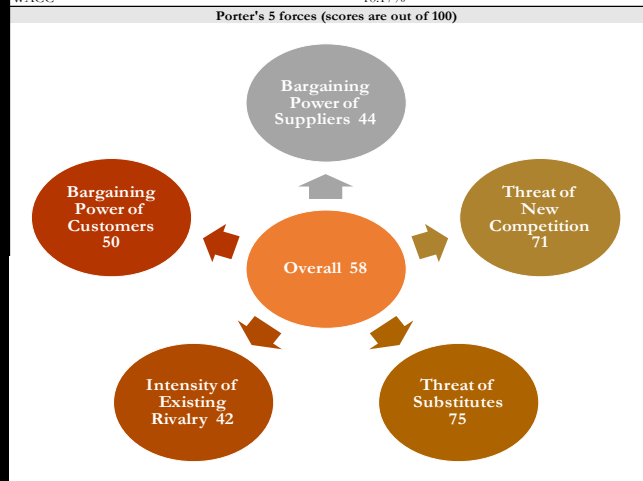 WACC
Porter's 5 forces (scores are out of 100)
Bargaining
Power of
Suppliers 44
Bargaining
Power of
Customers
50
Threat of
New
Competition
71
Overall 58
Intensity of
Existing
Rivalry 42
Threat of
Substitutes
75